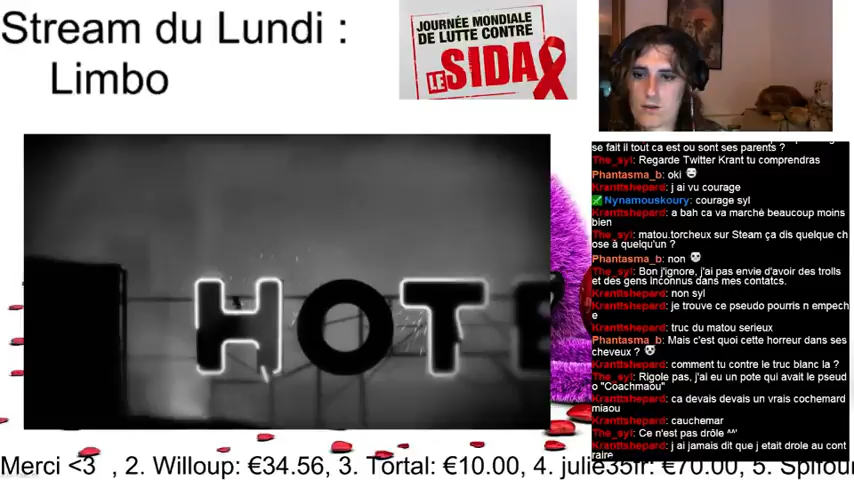 Stream du Lundi :
Limbo
JOURNÉE MONDIALE
DE LUTTE CONTRE
LE SIDA
HOTE
se fait il tout ca est ou sont ses parents ?
The_syl: Regarde Twitter Krant tu comprendras
Phantasma_b: oki
Kranttshepard: j ai vu courage
Nynamouskoury: courage syl
Kranttshepard: a bah ca va marché beaucoup moins
bien
The_syl: matou.torcheux sur Steam ça dis quelque ch
ose à quelqu'un ?
Phantasma_b: non
The_syl: Bon j'ignore, j'ai pas envie d'avoir des trolls
et des gens inconnus dans mes contatcs.
Kranttshepard: non syl
Kranttshepard: je trouve ce pseudo pourris n empech
e
Kranttshepard: truc du matou serieux
Phantasma_b: Mais c'est quoi cette horreur dans ses
cheveux ?
Kranttshepard: comment tu contre le truc blanc la ?
The_syl: Rigole pas, j'ai eu un pote qui avait le pseud
o "Coachmaou"
Kranttshepard: ca devais devais un vrais cochemard
miaou
Kranttshepard: cauchemar
The_syl: Ce n'est pas drôle ^^'
Kranttshepard: j ai jamais dit que j etait drole au cont
raire
Merci <3 , 2. Willoup: €34.56, 3. Tortal: €10.00, 4. julie35fr: €70.00, 5. Spifour